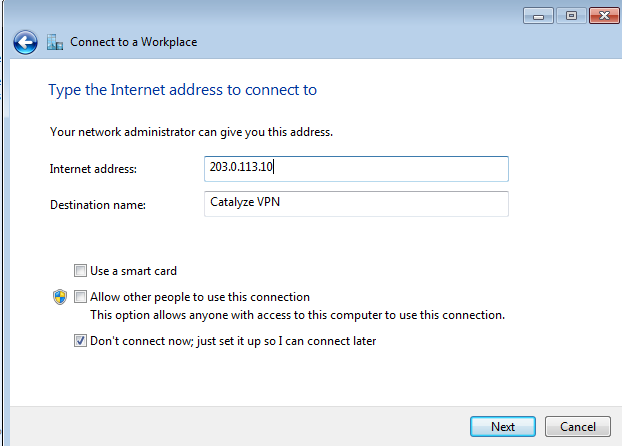 Connect to a Workplace
Type the Internet address to connect to
Your network administrator can give you this address.
Internet address: 203.0.113.10
Destination name: Catalyze VPN
Use a smart card
Allow other people to use this connection
This option allows anyone with access to this computer to use this connection.
Don't connect now; just set it up so I can connect later
Next Cancel